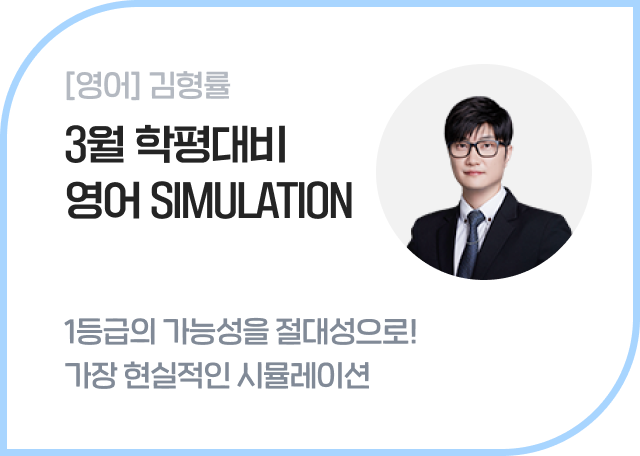 [영어] 김형률
3월 학평대비
영어 SIMULATION
1등급의 가능성을 절대성으로!
가장 현실적인 시뮬레이션